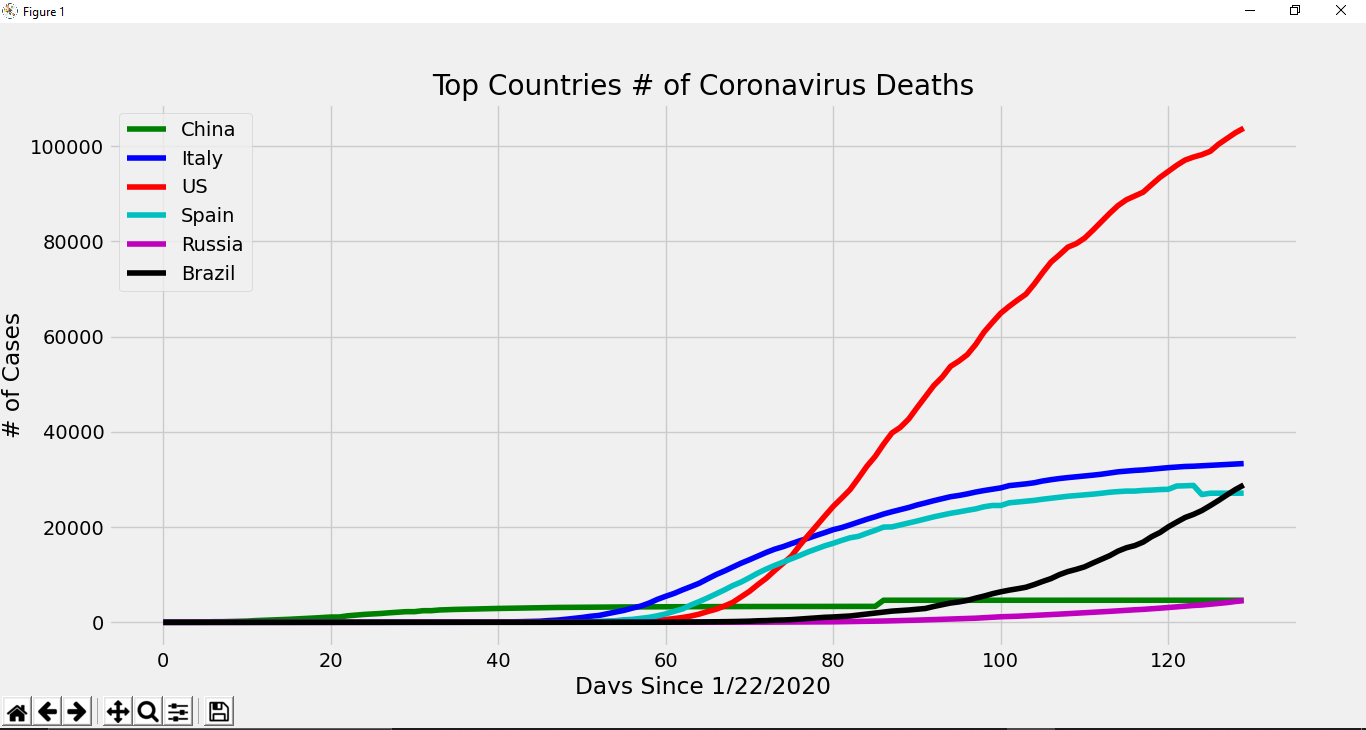 Figure 1
Top Countries # of Coronavirus Deaths
China
Italy
US
Spain
Russia
Brazil
100000
80000
60000
40000
20000
0
# of Cases
0 20 40 60 80 100 120
Days Since 1/22/2020